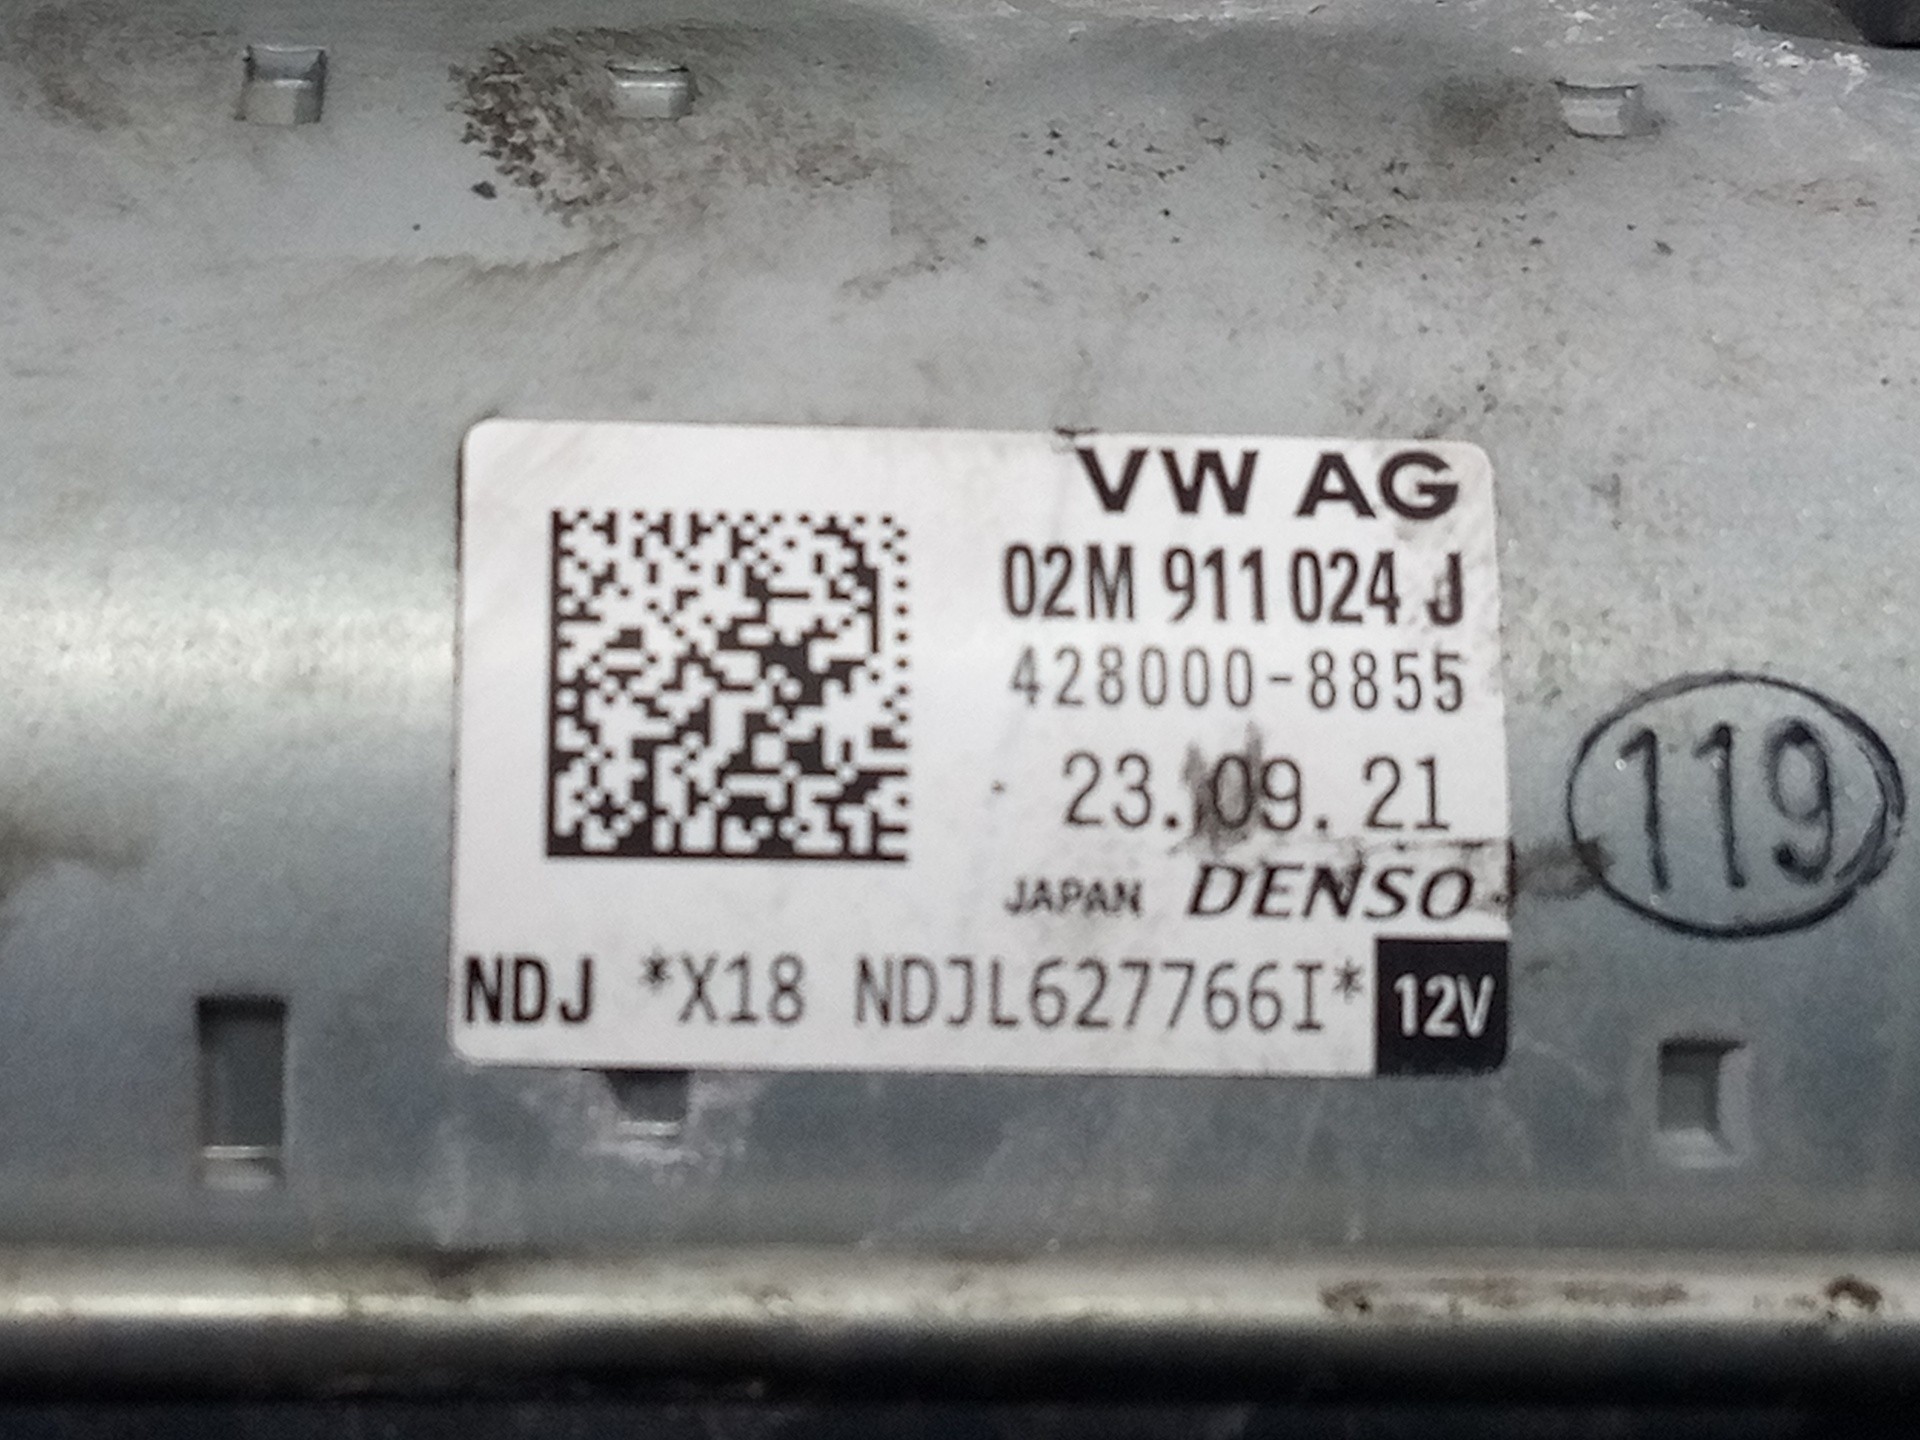 VW AG
02M 911 024 J
428000-8855
23.09.21
JAPAN DENSO
NDJ *X18 NDJL627766I* 12V
119